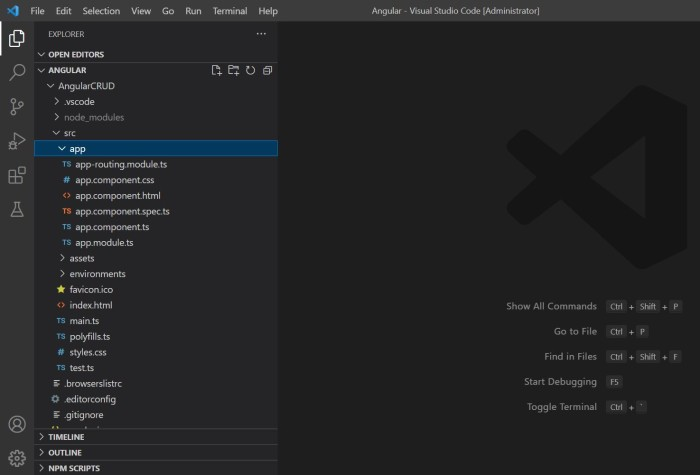 File Edit Selection View Go Run Terminal Help Angular - Visual Studio Code [Administrator]
EXPLORER ···
OPEN EDITORS
ANGULAR
AngularCRUD
.vscode
node_modules
src
app
TS app-routing.module.ts
# app.component.css
<> app.component.html
TS app.component.spec.ts
TS app.component.ts
TS app.module.ts
assets
environments
favicon.ico
<> index.html
TS main.ts
TS polyfills.ts
# styles.css
TS test.ts
.browserslistrc
.editorconfig
.gitignore
TIMELINE
OUTLINE
NPM SCRIPTS
Show All Commands Ctrl + Shift + P
Go to File Ctrl + P
Find in Files Ctrl + Shift + F
Start Debugging F5
Toggle Terminal Ctrl + `